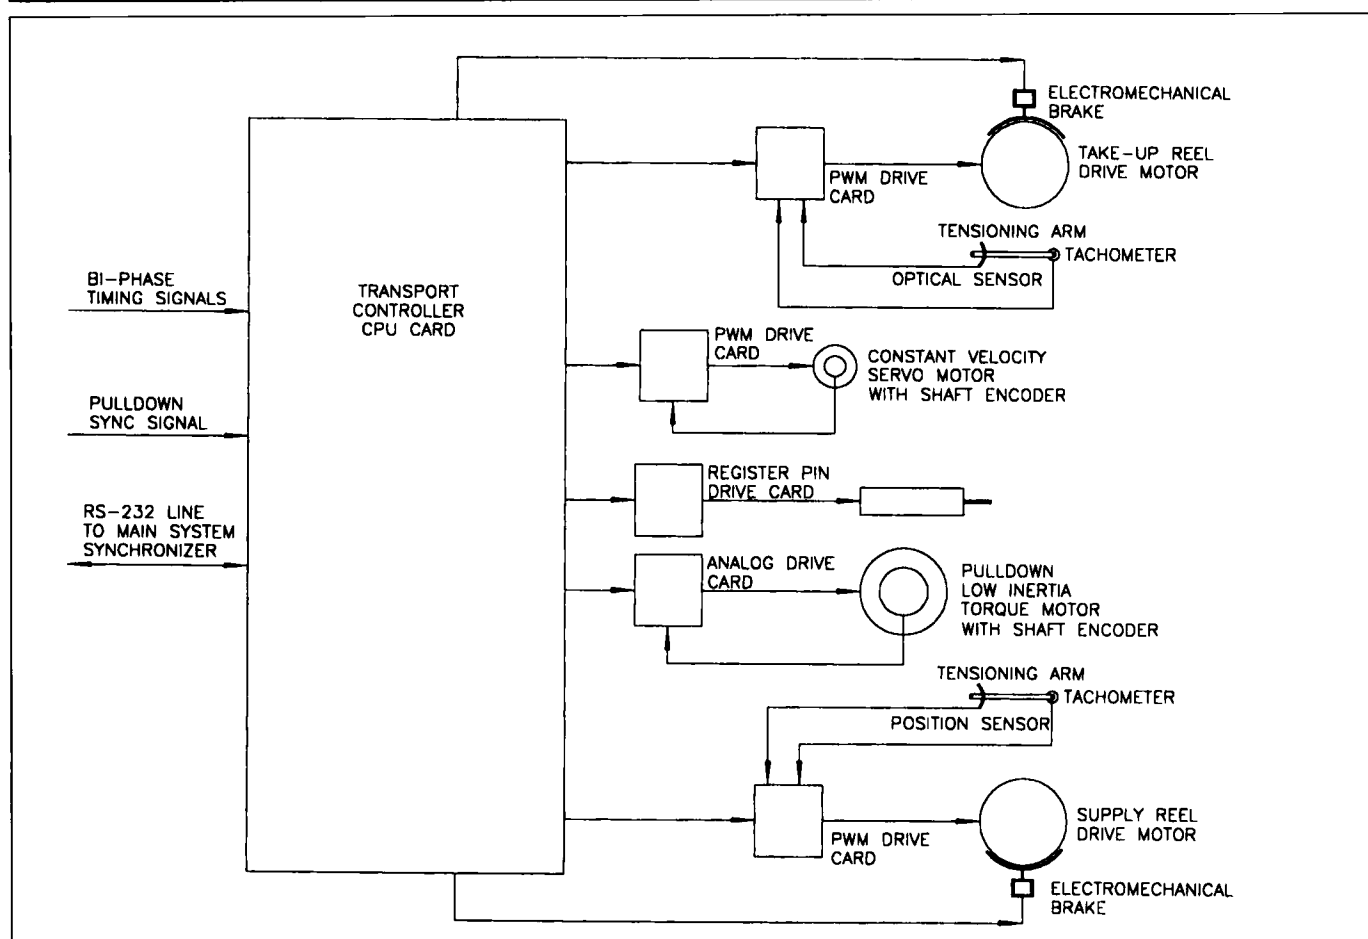 ELECTROMECHANICAL
BRAKE
TAKE-UP REEL
DRIVE MOTOR
PWM DRIVE
CARD
TENSIONING ARM
TACHOMETER
OPTICAL SENSOR
BI-PHASE
TIMING SIGNALS
TRANSPORT
CONTROLLER
CPU CARD
PWM DRIVE
CARD
CONSTANT VELOCITY
SERVO MOTOR
WITH SHAFT ENCODER
PULLDOWN
SYNC SIGNAL
REGISTER PIN
DRIVE CARD
RS-232 LINE
TO MAIN SYSTEM
SYNCHRONIZER
ANALOG DRIVE
CARD
PULLDOWN
LOW INERTIA
TORQUE MOTOR
WITH SHAFT ENCODER
TENSIONING ARM
TACHOMETER
POSITION SENSOR
SUPPLY REEL
DRIVE MOTOR
PWM DRIVE
CARD
ELECTROMECHANICAL
BRAKE